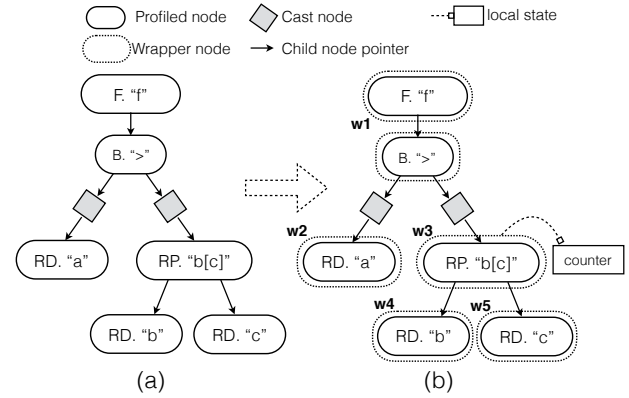 Profiled node
Cast node
local state
Wrapper node
Child node pointer
F. “f”
B. “>”
RD. “a”
RP. “b[c]”
RD. “b”
RD. “c”
(a)
F. “f”
w1
B. “>”
w2
w3
RD. “a”
RP. “b[c]”
counter
w4
w5
RD. “b”
RD. “c”
(b)